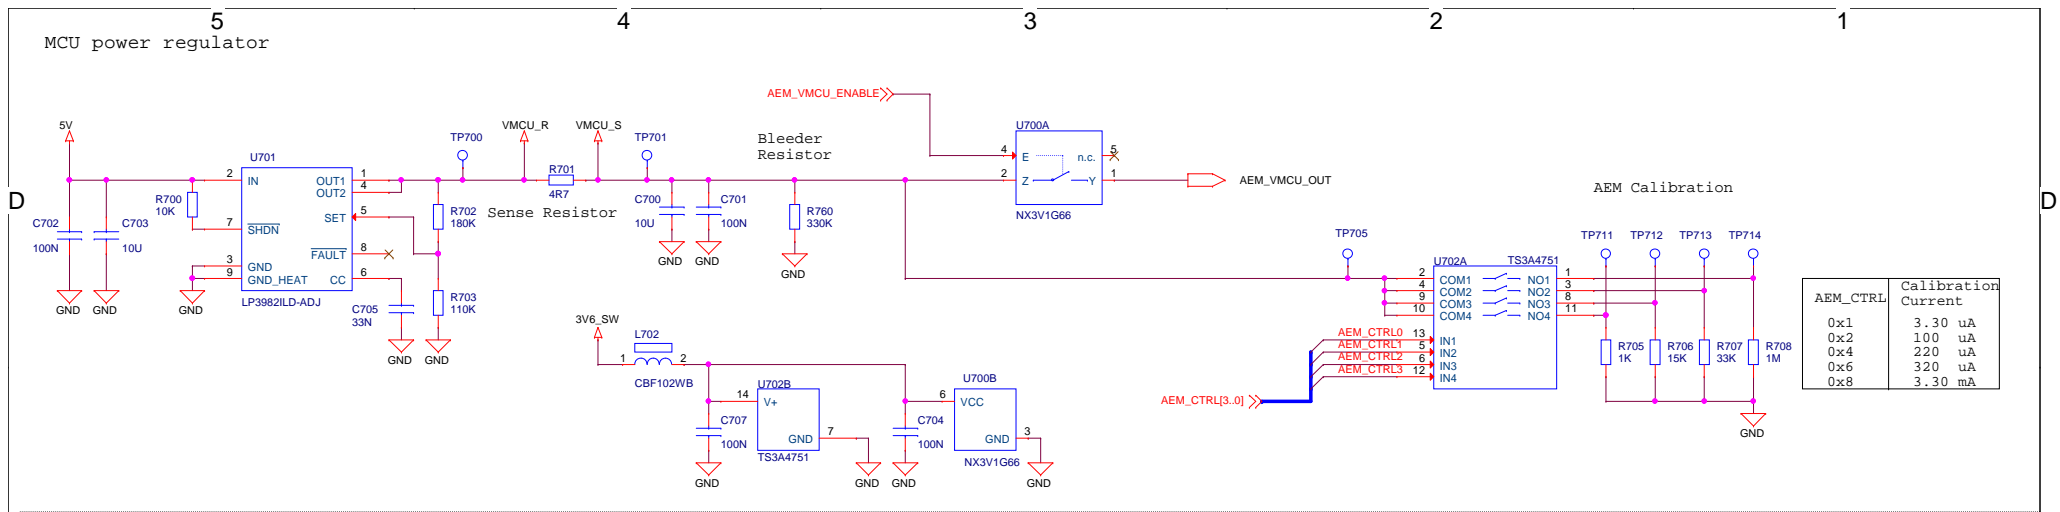 5 4 3 2 1
MCU power regulator
D
D
AEM_VMCU_ENABLE
5V
VMCU_R
VMCU_S
TP700
TP701
Bleeder
Resistor
U700A
4 E
n.c. 5
2 Z
Y 1
NX3V1G66
AEM_VMCU_OUT
U701
2 IN
OUT1 1
OUT2 4
SET 5
7 SHDN
FAULT 8
3 GND
9 GND_HEAT
CC 6
LP3982ILD-ADJ
R700
10K
C702
100N
C703
10U
GND
GND
GND
R701
4R7
Sense Resistor
R702
180K
R703
110K
C705
33N
GND
GND
C700
10U
C701
100N
GND
GND
R760
330K
GND
3V6_SW
L702
1 2
CBF102WB
U702B
14 V+
GND 7
TS3A4751
C707
100N
GND
GND
U700B
6 VCC
GND 3
NX3V1G66
C704
100N
GND
GND
AEM Calibration
TP705
TP711
TP712
TP713
TP714
U702A
TS3A4751
2 COM1 NO1 1
4 COM2 NO2 3
9 COM3 NO3 8
10 COM4 NO4 11
AEM_CTRL0 13 IN1
AEM_CTRL1 5 IN2
AEM_CTRL2 6 IN3
AEM_CTRL3 12 IN4
AEM_CTRL[3..0]
R705
1K
R706
15K
R707
33K
R708
1M
GND
AEM_CTRL Calibration
Current
0x1 3.30 uA
0x2 100 uA
0x4 220 uA
0x6 320 uA
0x8 3.30 mA